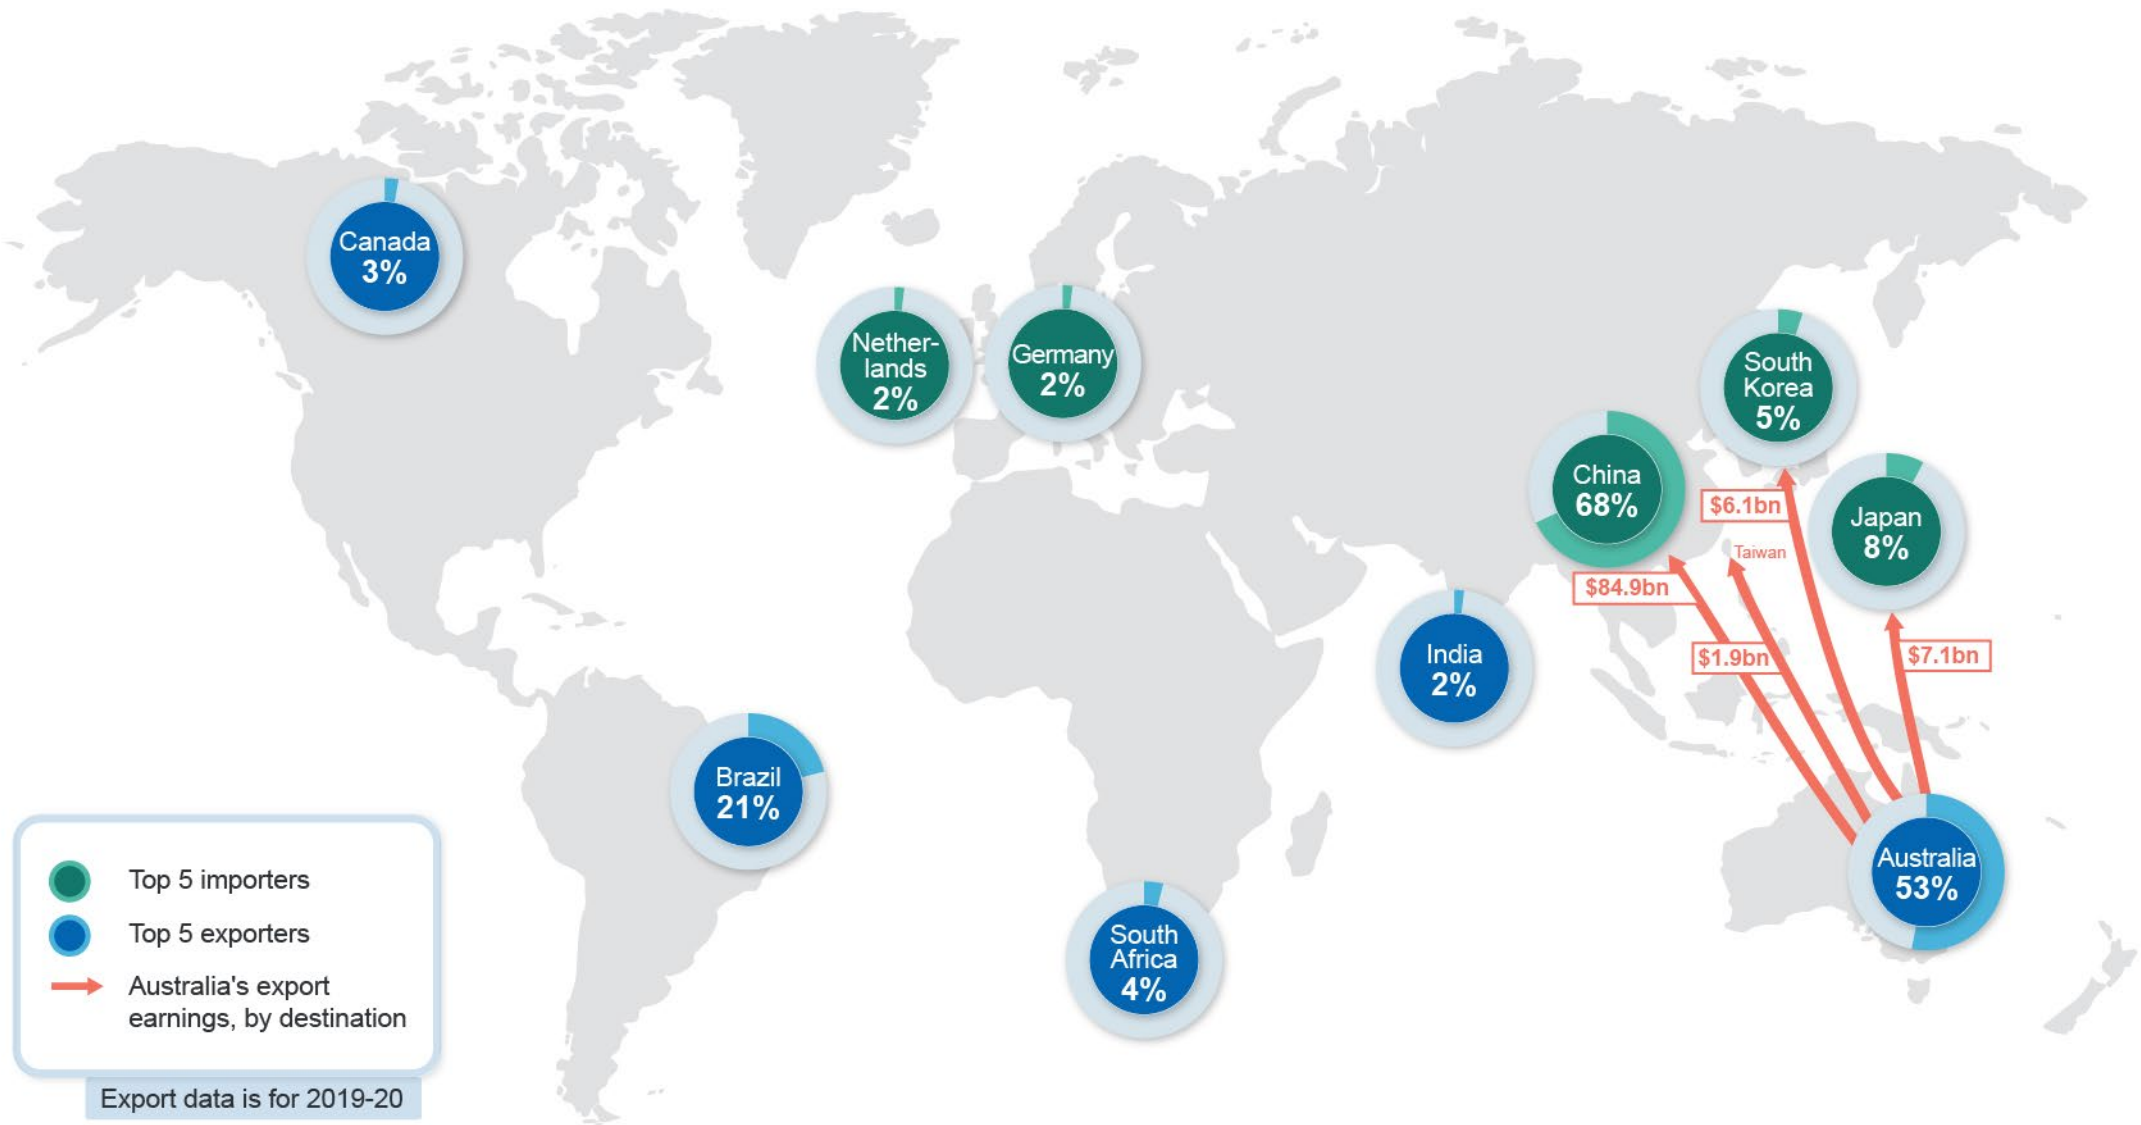 Canada
3%
Nether-
lands
2%
Germany
2%
South
Korea
5%
China
68%
$6.1bn
Japan
8%
Taiwan
$84.9bn
India
2%
$1.9bn
$7.1bn
Brazil
21%
Australia
53%
South
Africa
4%
Top 5 importers
Top 5 exporters
Australia's export
earnings, by destination
Export data is for 2019-20